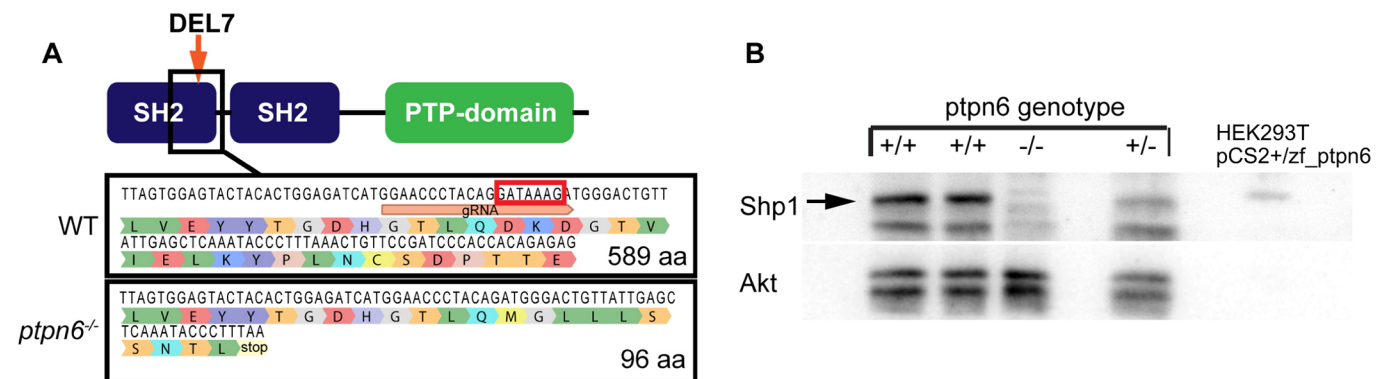 DEL7
A
SH2 SH2 PTP-domain
TTAGTGGAGTACTACACTGGAGATCATGGAACCCTACAGGATAAAGATGGGACTGTT
gRNA
WT
L V E Y Y T G D H G T L Q D K D G T V
ATTGAGCTCAAATACCCTTTAAACTGTTCCGATCCCACCACAGAGAG
I E L K Y P L N C S D P T T E
589 aa
TTAGTGGAGTACTACACTGGAGATCATGGAACCCTACAGATGGGACTGTTATTGAGC
L V E Y Y T G D H G T L Q M G L L L S
ptpn6-/-
TCAAATACCCTTTAA
S N T L stop
96 aa
B
ptpn6 genotype
+/+ +/+ -/- +/-
HEK293T
pCS2+/zf_ptpn6
Shp1
Akt